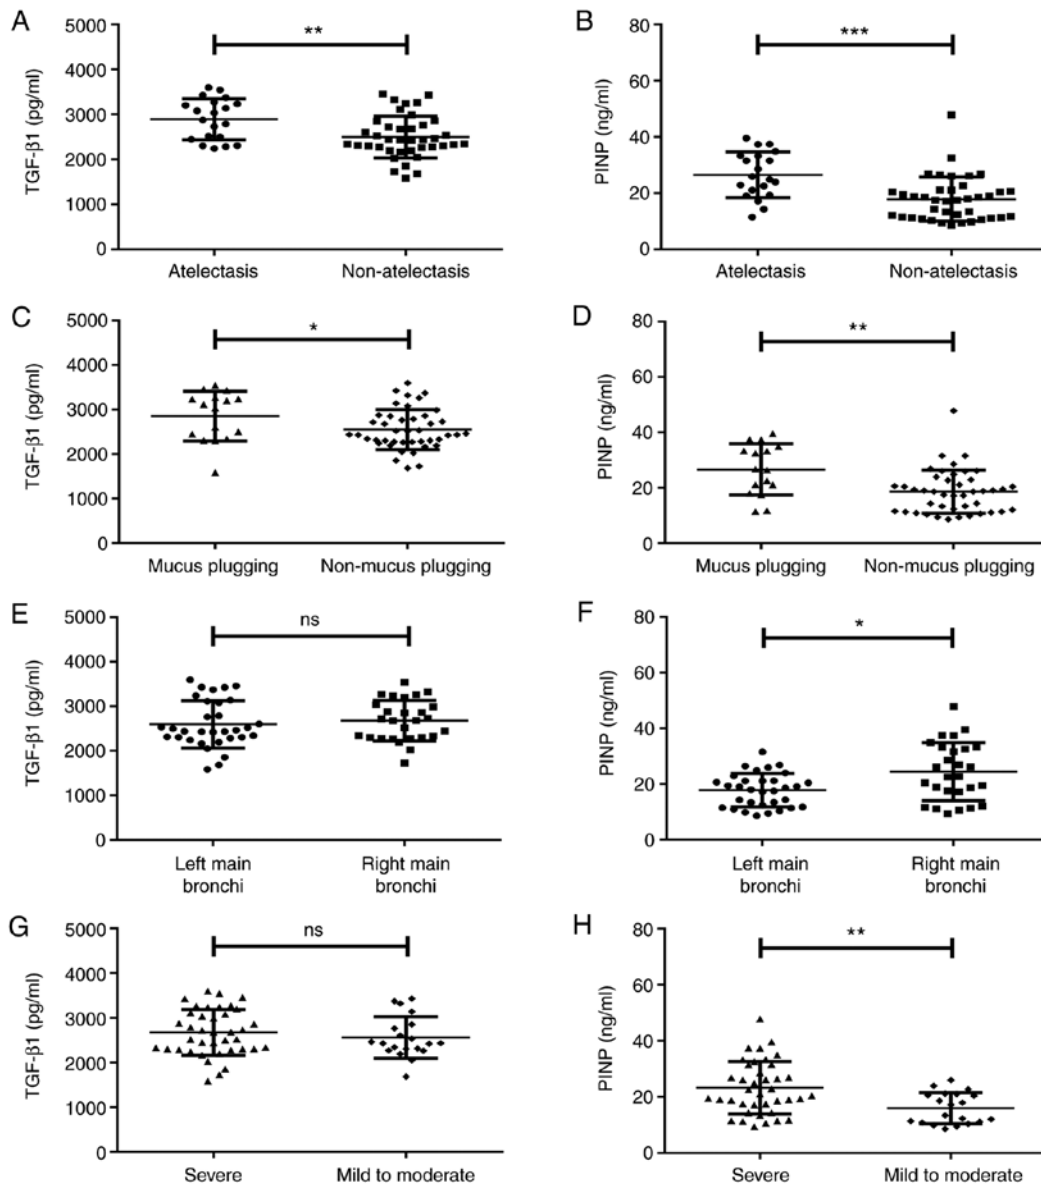 A
TGF-β1 (pg/ml)
5000
4000
3000
2000
1000
0
**
Atelectasis
Non-atelectasis
B
PINP (ng/ml)
80
60
40
20
0
***
Atelectasis
Non-atelectasis
C
TGF-β1 (pg/ml)
5000
4000
3000
2000
1000
0
*
Mucus plugging
Non-mucus plugging
D
PINP (ng/ml)
80
60
40
20
0
**
Mucus plugging
Non-mucus plugging
E
TGF-β1 (pg/ml)
5000
4000
3000
2000
1000
0
ns
Left main
bronchi
Right main
bronchi
F
PINP (ng/ml)
80
60
40
20
0
*
Left main
bronchi
Right main
bronchi
G
TGF-β1 (pg/ml)
5000
4000
3000
2000
1000
0
ns
Severe
Mild to moderate
H
PINP (ng/ml)
80
60
40
20
0
**
Severe
Mild to moderate